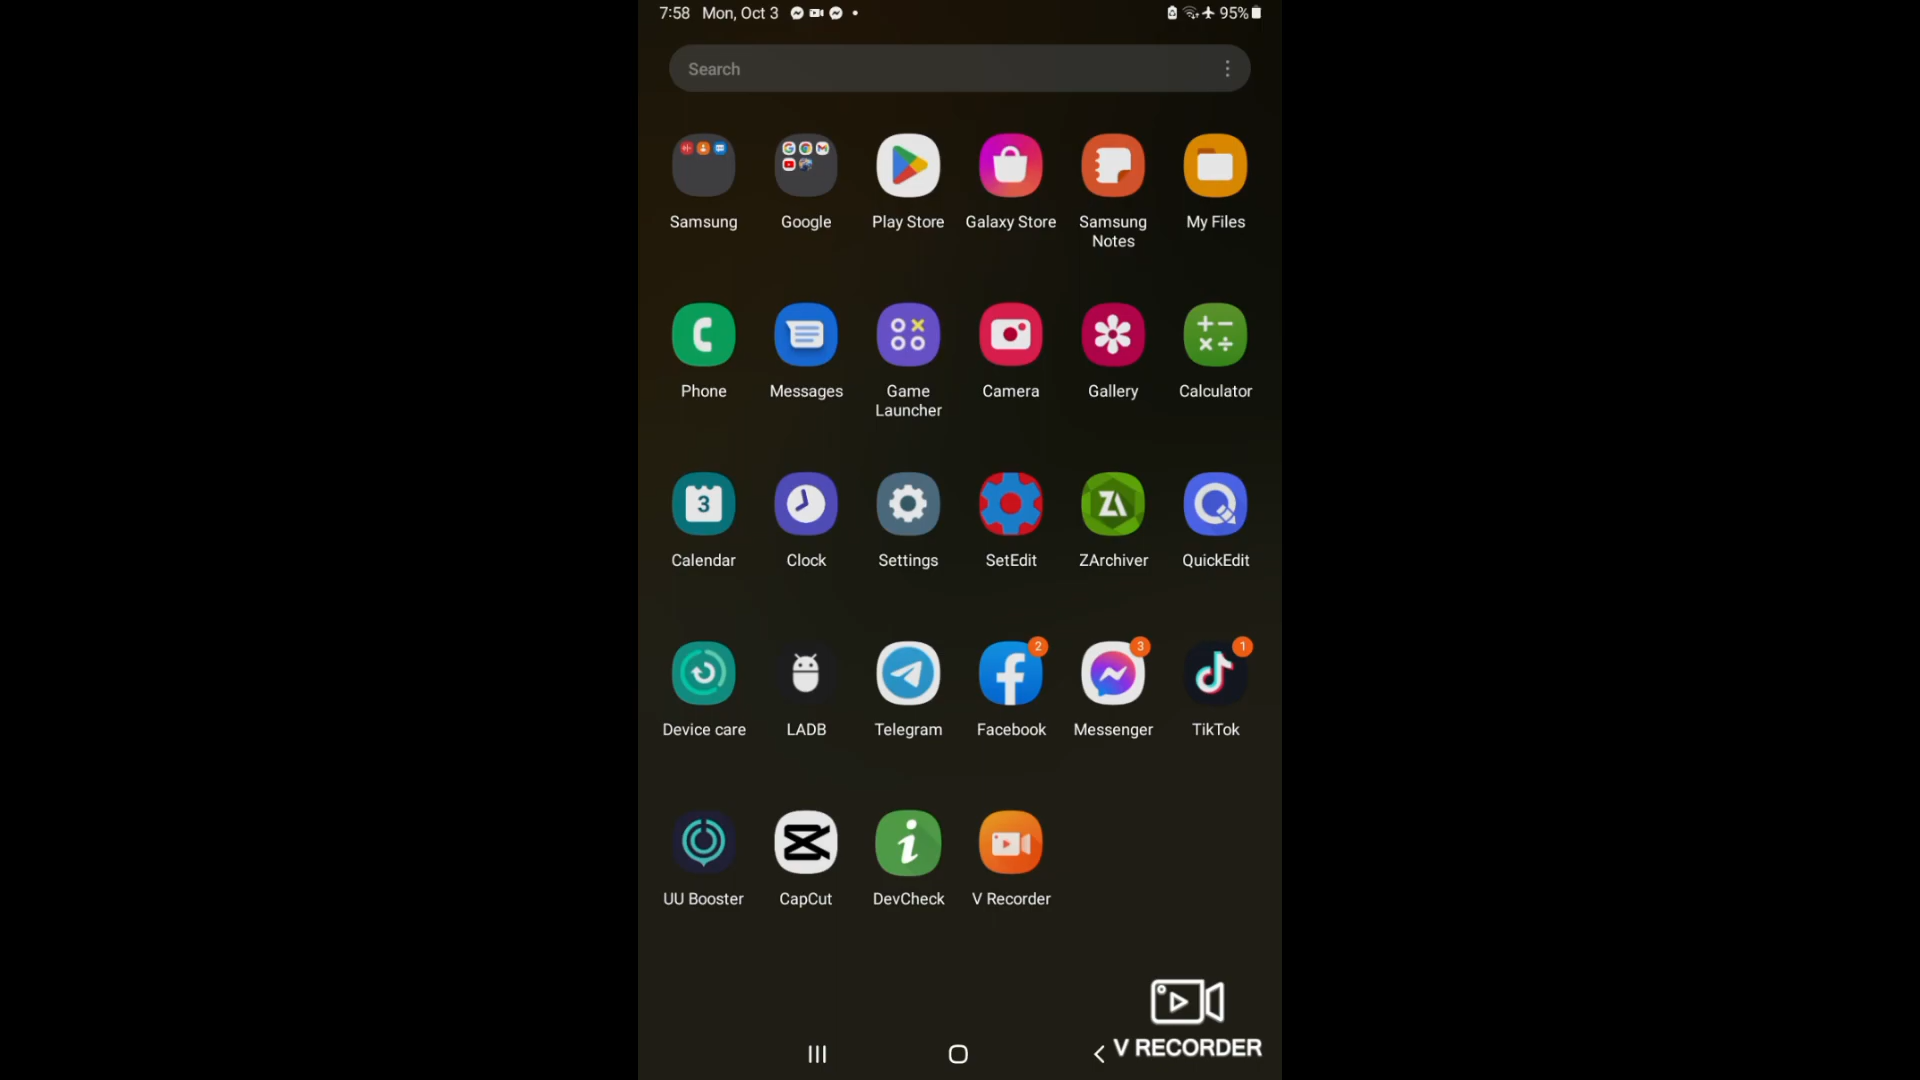 7:58 Mon, Oct 3 95%
Search
Samsung Google Play Store Galaxy Store Samsung Notes My Files
Phone Messages Game Launcher Camera Gallery Calculator
3
Calendar Clock Settings SetEdit ZArchiver QuickEdit
2 3 1
Device care LADB Telegram Facebook Messenger TikTok
UU Booster CapCut DevCheck V Recorder
V RECORDER